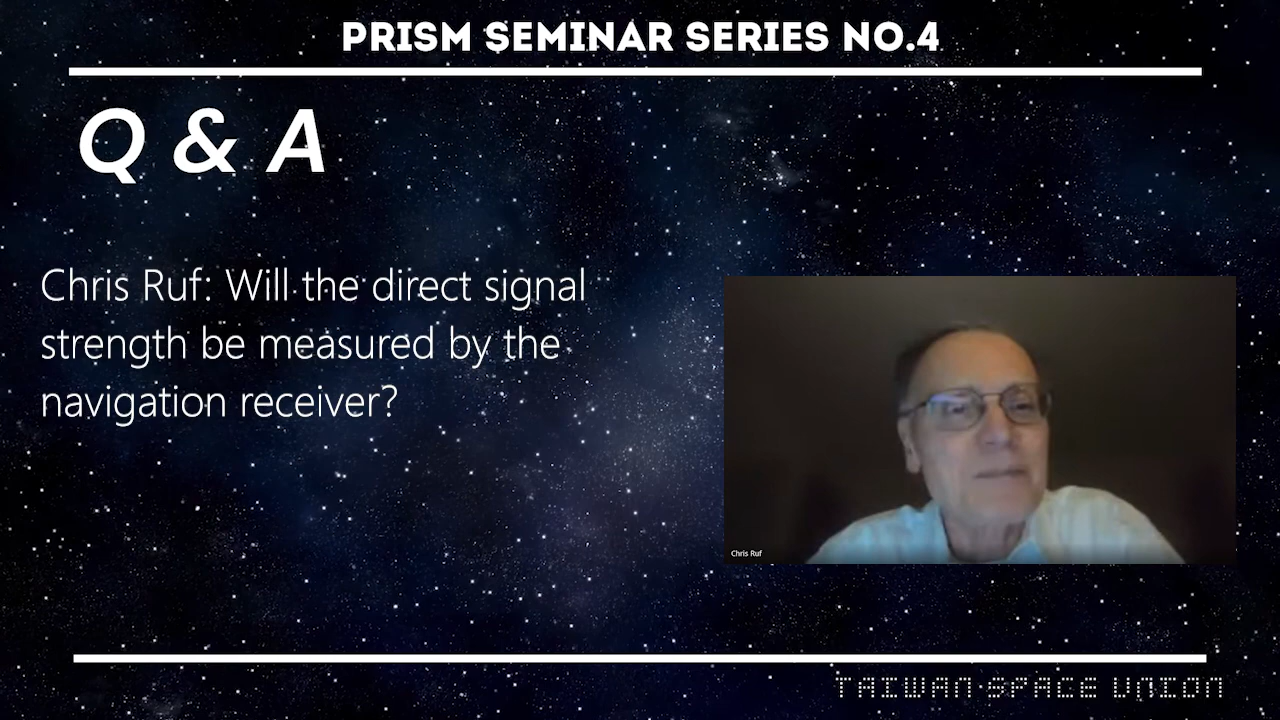 PRISM SEMINAR SERIES NO.4
Q & A
Chris Ruf: Will the direct signal
strength be measured by the
navigation receiver?
Chris Ruf
TAIWAN SPACE UNION